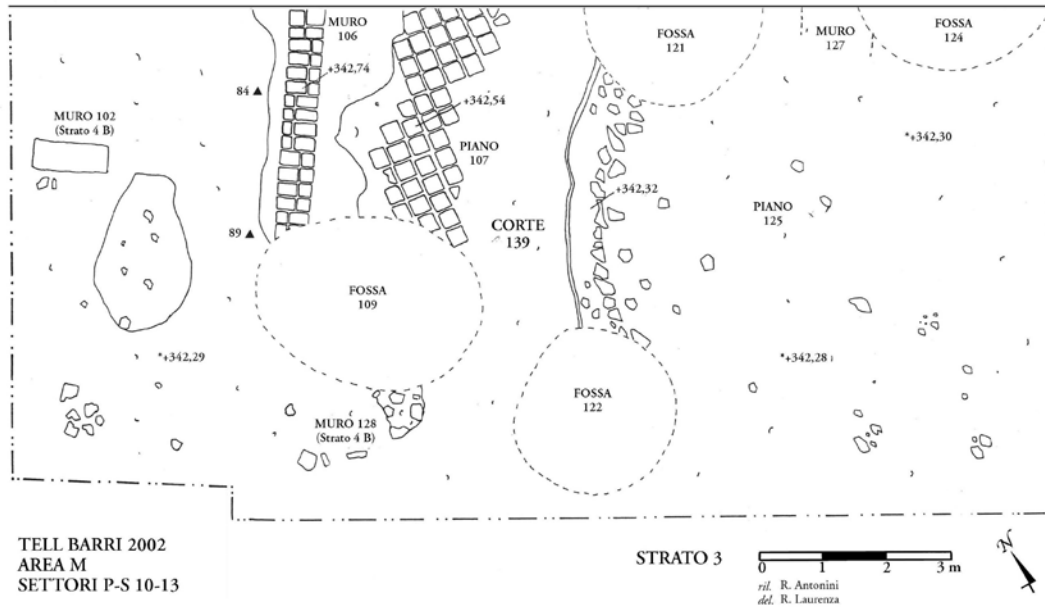 MURO
106
+342,74
84 ▲
MURO 102
(Strato 4 B)
+342,54
PIANO
107
FOSSA
121
MURO
127
FOSSA
124
*+342,30
+342,32
PIANO
125
CORTE
139
89 ▲
FOSSA
109
*+342,29
*+342,28
FOSSA
122
MURO 128
(Strato 4 B)
TELL BARRI 2002
AREA M
SETTORI P-S 10-13
STRATO 3
0 1 2 3 m
ril. R. Antonini
del. R. Laurenza
N